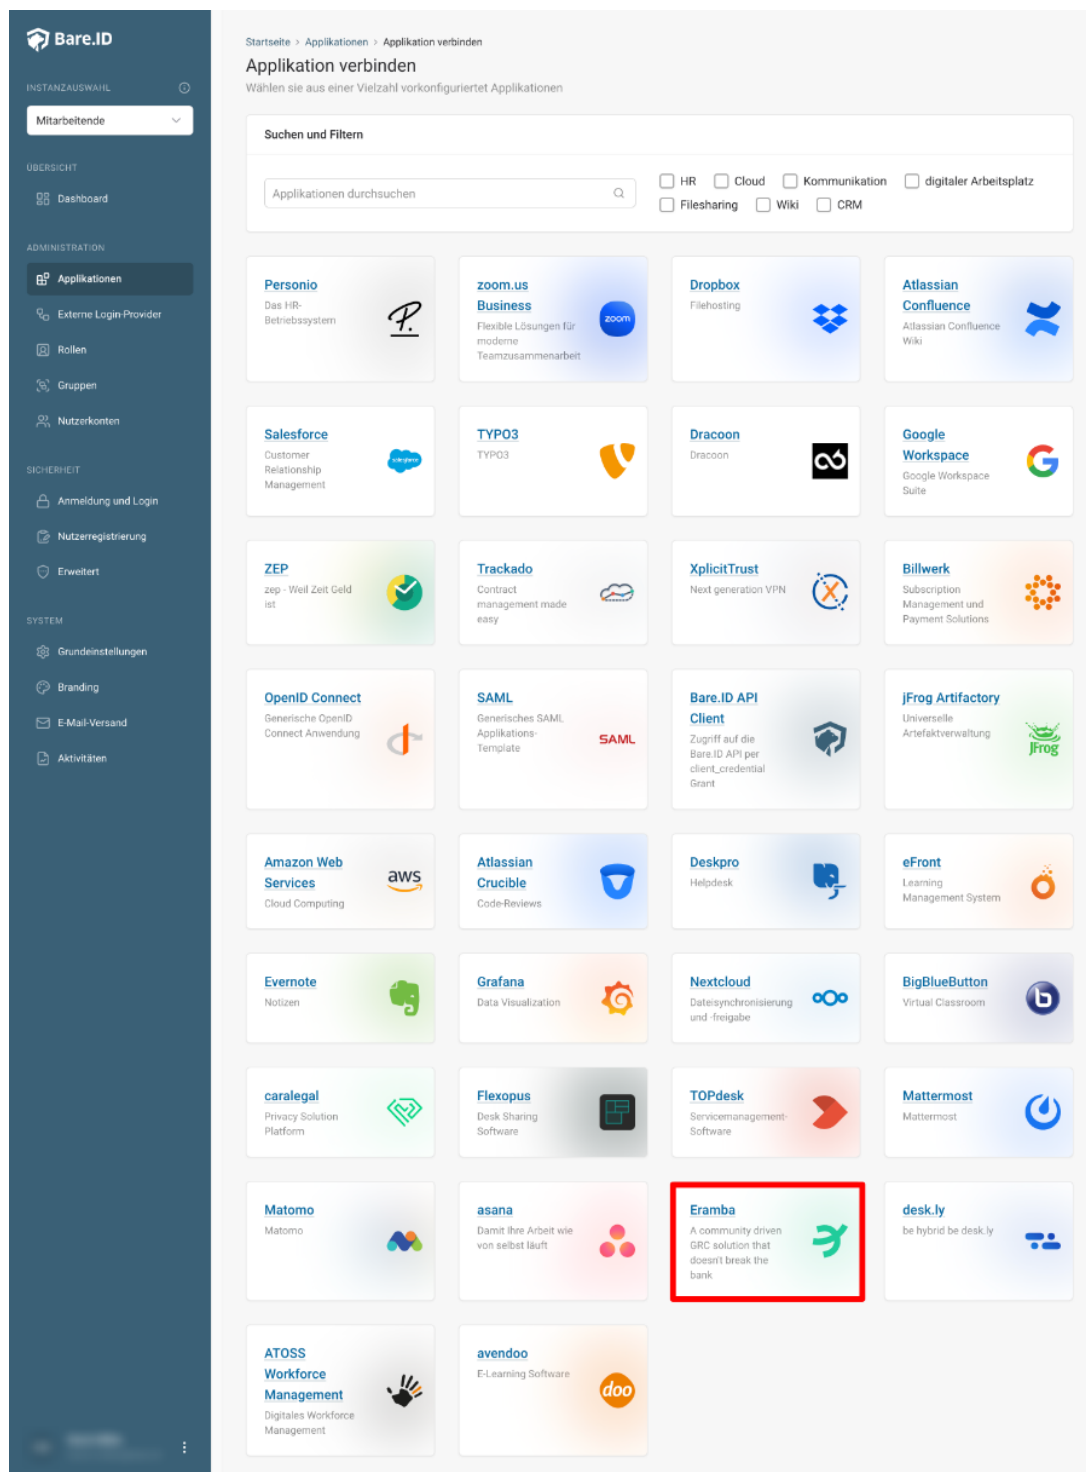 Bare.ID
INSTANZAUSWAHL
Mitarbeitende
ÜBERSICHT
Dashboard
ADMINISTRATION
Applikationen
Externe Login-Provider
Rollen
Gruppen
Nutzerkonten
SICHERHEIT
Anmeldung und Login
Nutzerregistrierung
Erweitert
SYSTEM
Grundeinstellungen
Branding
E-Mail-Versand
Aktivitäten
Startseite > Applikationen > Applikation verbinden
Applikation verbinden
Wählen sie aus einer Vielzahl vorkonfiguriertet Applikationen
Suchen und Filtern
Applikationen durchsuchen
HR Cloud Kommunikation digitaler Arbeitsplatz
Filesharing Wiki CRM
Personio
Das HR-
Betriebssystem
P.
zoom.us
Business
Flexible Lösungen für
moderne
Teamzusammenarbeit
zoom
Dropbox
Filehosting
Atlassian
Confluence
Atlassian Confluence
Wiki
Salesforce
Customer
Relationship
Management
salesforce
TYPO3
TYPO3
Dracoon
Dracoon
Google
Workspace
Google Workspace
Suite
G
ZEP
zep - Weil Zeit Geld
ist
Trackado
Contract
management made
easy
XplicitTrust
Next generation VPN
X
Billwerk
Subscription
Management und
Payment Solutions
OpenID Connect
Generische OpenID
Connect Anwendung
SAML
Generisches SAML
Applikations-
Template
SAML
Bare.ID API
Client
Zugriff auf die
Bare.ID API per
client_credential
Grant
jFrog Artifactory
Universelle
Artefaktverwaltung
JFrog
Amazon Web
Services
Cloud Computing
aws
Atlassian
Crucible
Code-Reviews
Deskpro
Helpdesk
eFront
Learning
Management System
Evernote
Notizen
Grafana
Data Visualization
Nextcloud
Dateisynchronisierung
und -freigabe
BigBlueButton
Virtual Classroom
b
caralegal
Privacy Solution
Platform
Flexopus
Desk Sharing
Software
TOPdesk
Servicemanagement-
Software
Mattermost
Mattermost
Matomo
Matomo
asana
Damit Ihre Arbeit wie
von selbst läuft
Eramba
A community driven
GRC solution that
doesn't break the
bank
desk.ly
be hybrid be desk.ly
ATOSS
Workforce
Management
Digitales Workforce
Management
avendoo
E-Learning Software
doo